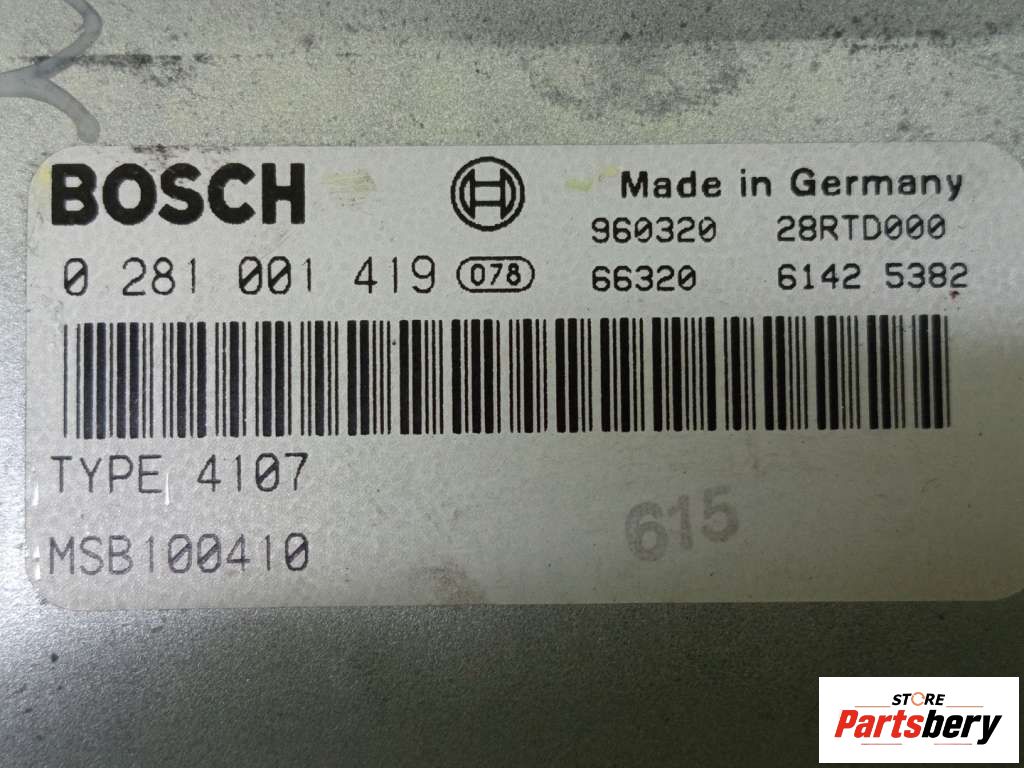 BOSCH
Made in Germany
960320 28RTD000
0 281 001 419 078
66320 6142 5382
TYPE 4107
MSB100410
615
STORE
Partsbery